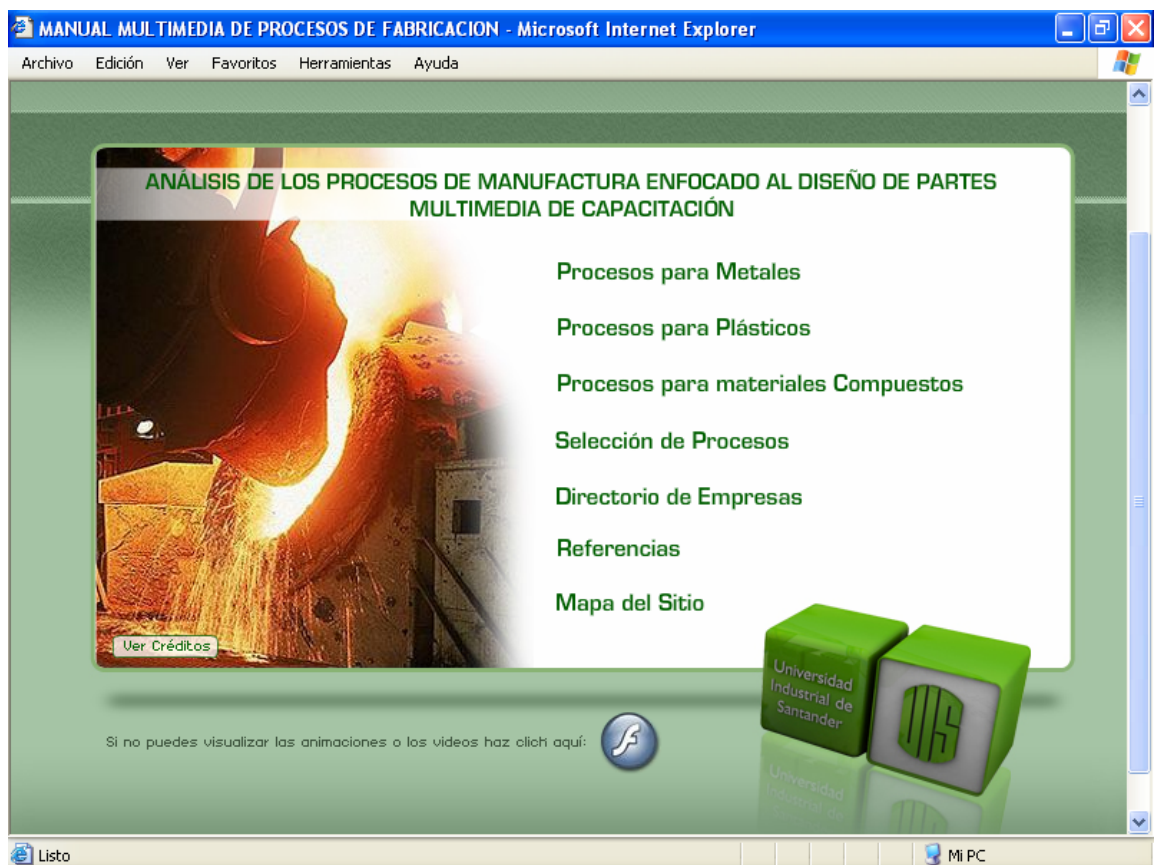 MANUAL MULTIMEDIA DE PROCESOS DE FABRICACION - Microsoft Internet Explorer
Archivo Edición Ver Favoritos Herramientas Ayuda
ANÁLISIS DE LOS PROCESOS DE MANUFACTURA ENFOCADO AL DISEÑO DE PARTES
MULTIMEDIA DE CAPACITACIÓN
Procesos para Metales
Procesos para Plásticos
Procesos para materiales Compuestos
Selección de Procesos
Directorio de Empresas
Referencias
Mapa del Sitio
Ver Créditos
Universidad
Industrial de
Santander
UIS
Si no puedes visualizar las animaciones o los videos haz click aquí:
Universidad
Industrial de
Listo
Mi PC